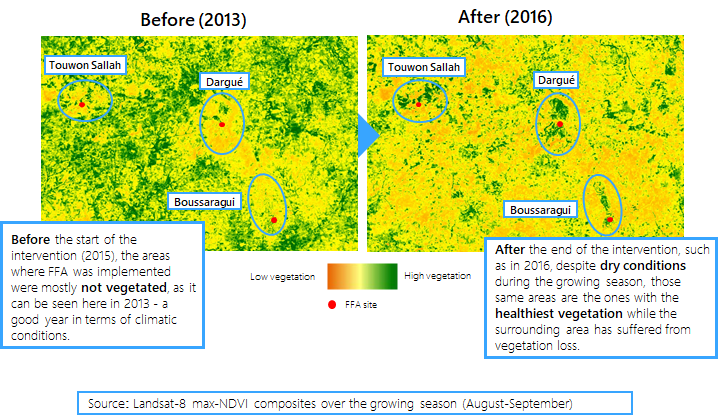 Before (2013)
After (2016)
Touwon Sallah
Dargué
Boussaragui
Touwon Sallah
Dargué
Boussaragui
Before the start of the
intervention (2015), the areas
where FFA was implemented
were mostly not vegetated, as it
can be seen here in 2013 - a
good year in terms of climatic
conditions.
Low vegetation
High vegetation
FFA site
After the end of the intervention, such
as in 2016, despite dry conditions
during the growing season, those
same areas are the ones with the
healthiest vegetation while the
surrounding area has suffered from
vegetation loss.
Source: Landsat-8 max-NDVI composites over the growing season (August-September)